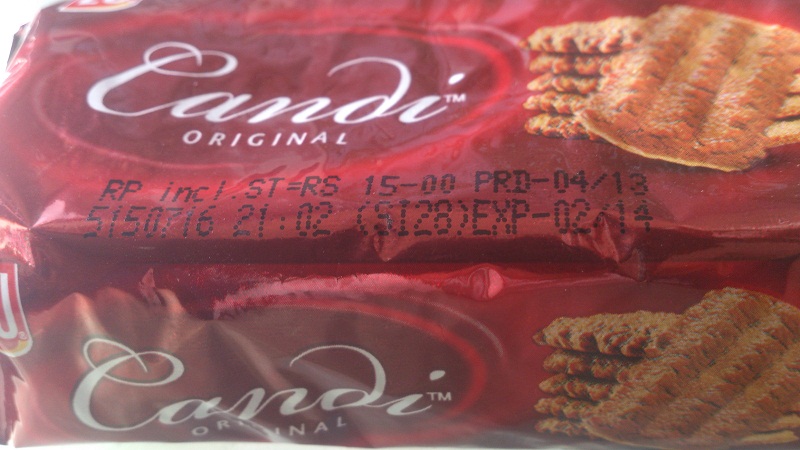 Candi™
ORIGINAL
RP incl. ST=RS 15-00 PRD-04/13
5150716 21:02 (SI28)EXP-02/14
Candi™